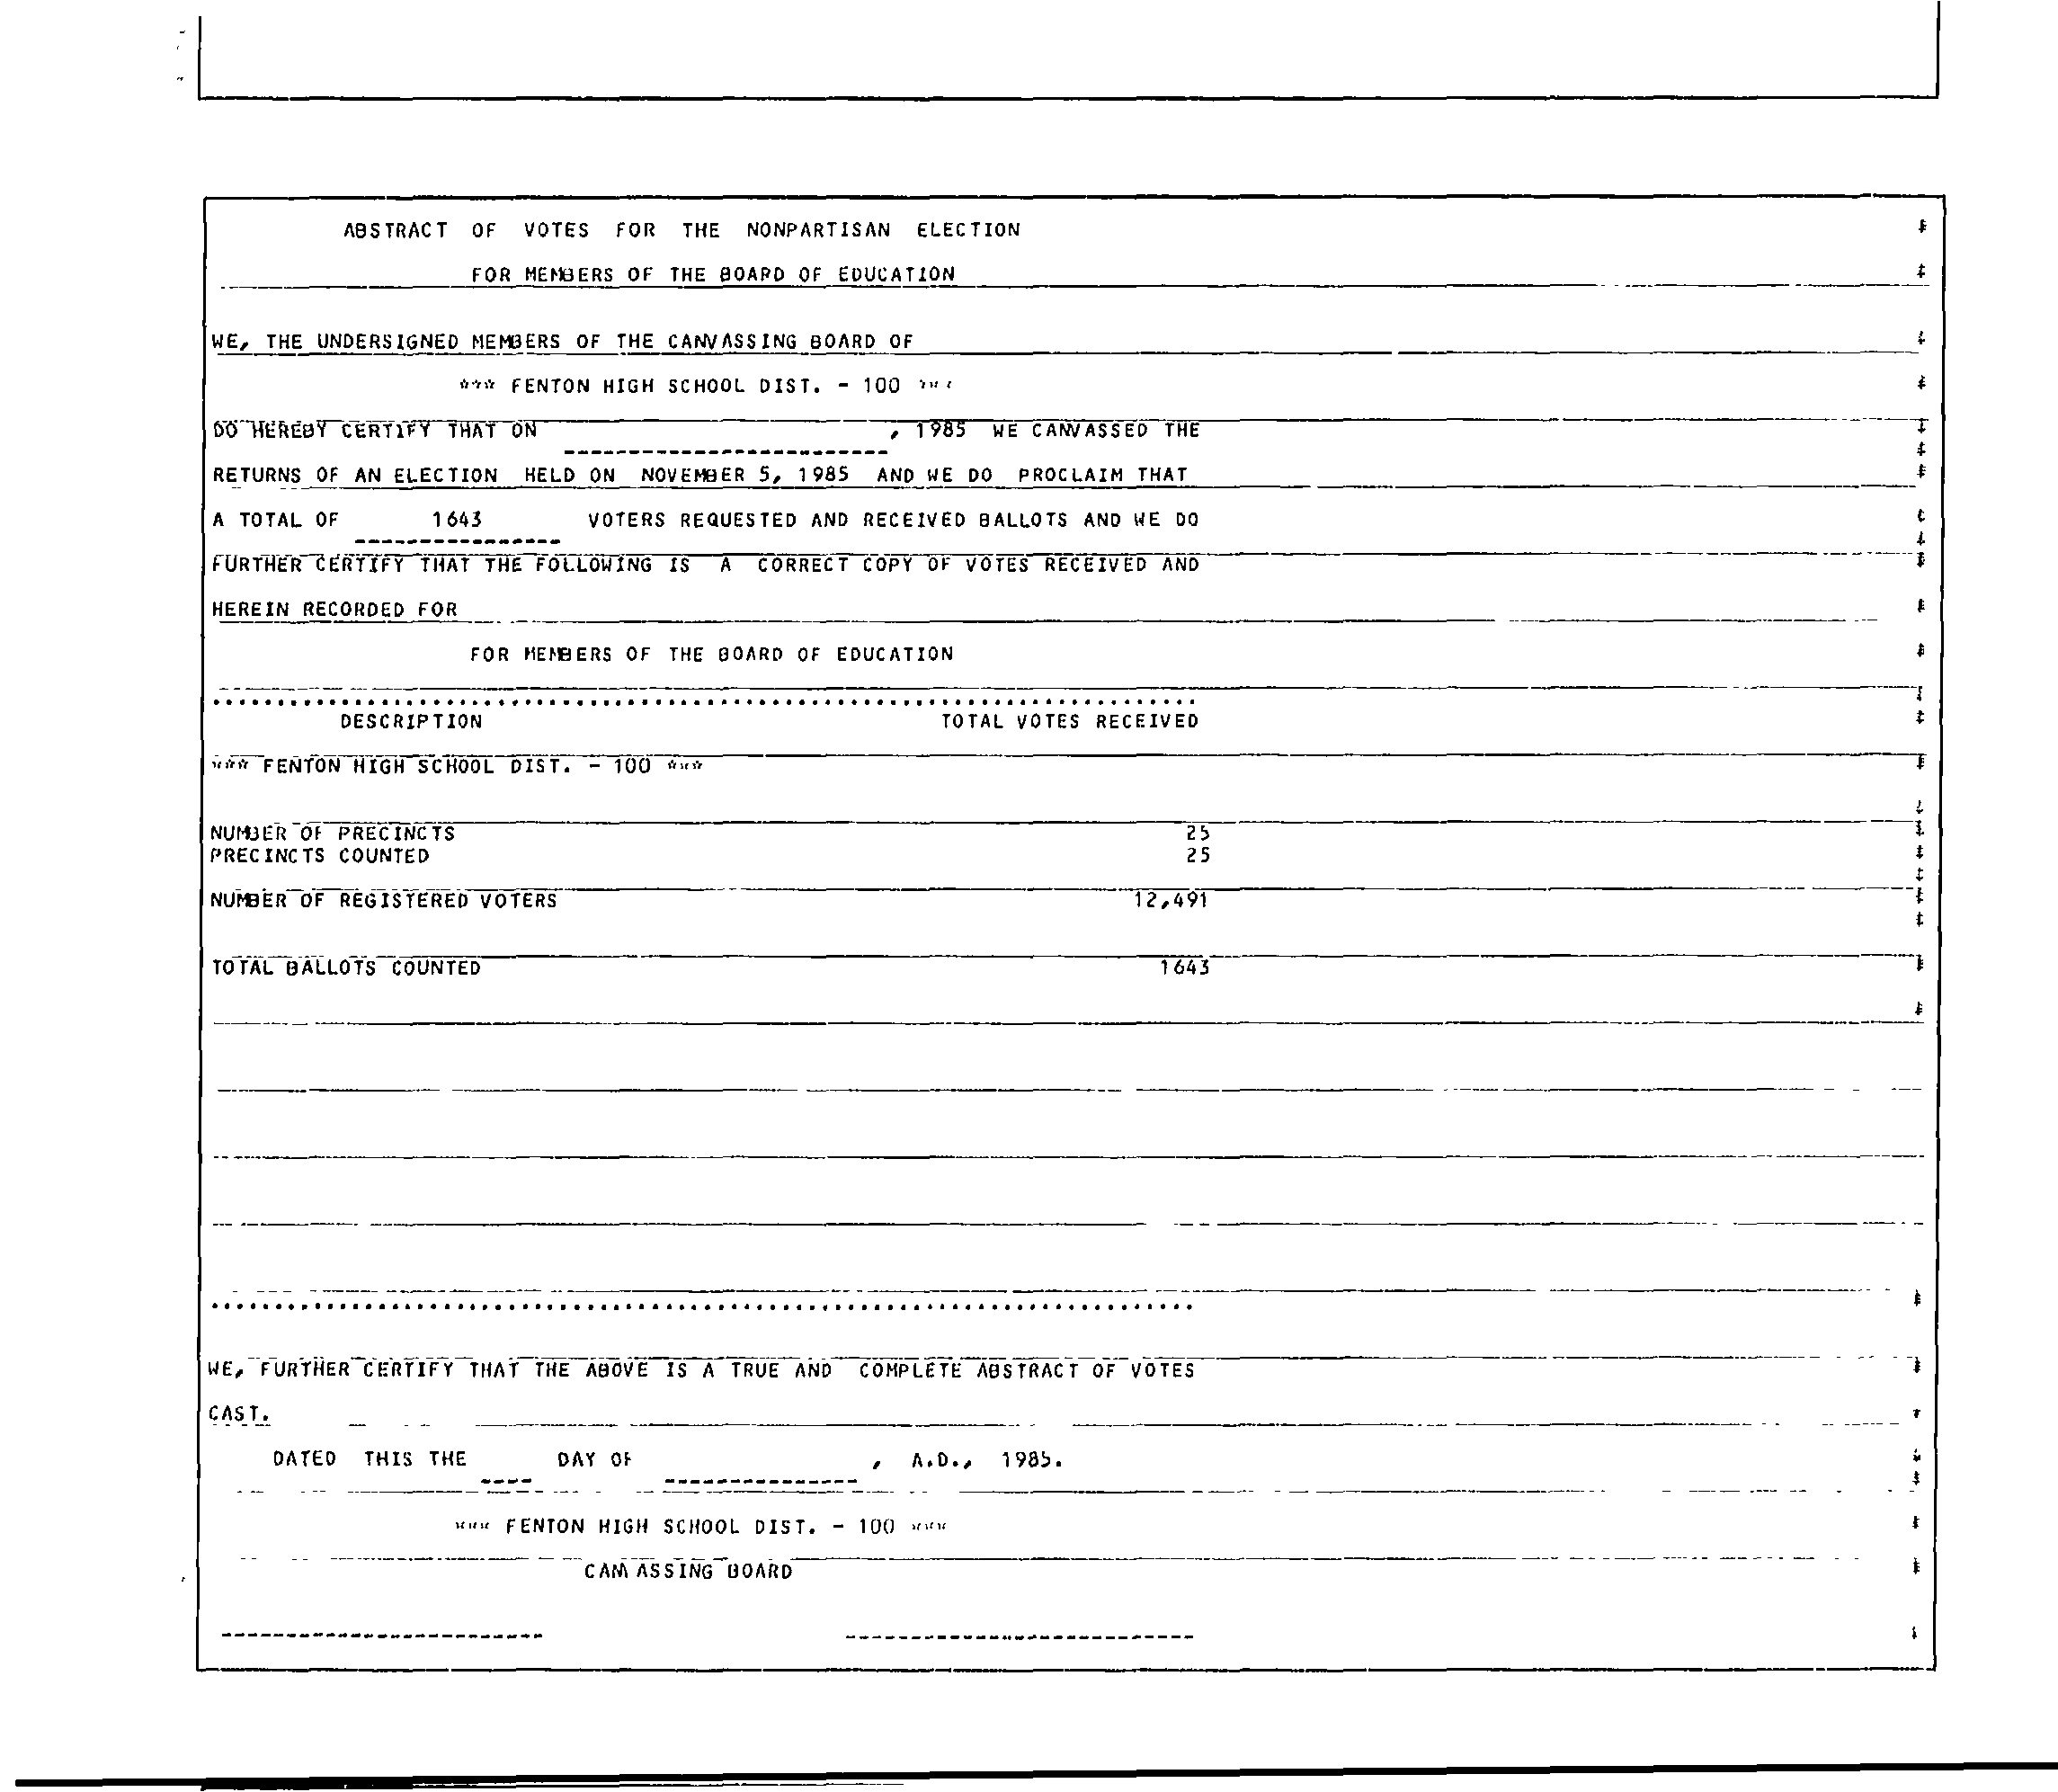 ABSTRACT OF VOTES FOR THE NONPARTISAN ELECTION
FOR MEMBERS OF THE BOARD OF EDUCATION
WE, THE UNDERSIGNED MEMBERS OF THE CANVASSING BOARD OF
*** FENTON HIGH SCHOOL DIST. - 100 ***
DO HEREBY CERTIFY THAT ON , 1985 WE CANVASSED THE
RETURNS OF AN ELECTION HELD ON NOVEMBER 5, 1985 AND WE DO PROCLAIM THAT
A TOTAL OF 1643 VOTERS REQUESTED AND RECEIVED BALLOTS AND WE DO
FURTHER CERTIFY THAT THE FOLLOWING IS A CORRECT COPY OF VOTES RECEIVED AND
HEREIN RECORDED FOR
FOR MEMBERS OF THE BOARD OF EDUCATION
DESCRIPTION TOTAL VOTES RECEIVED
*** FENTON HIGH SCHOOL DIST. - 100 ***
NUMBER OF PRECINCTS 25
PRECINCTS COUNTED 25
NUMBER OF REGISTERED VOTERS 12,491
TOTAL BALLOTS COUNTED 1643
WE, FURTHER CERTIFY THAT THE ABOVE IS A TRUE AND COMPLETE ABSTRACT OF VOTES
CAST.
DATED THIS THE DAY OF , A.D., 1985.
*** FENTON HIGH SCHOOL DIST. - 100 ***
CANVASSING BOARD